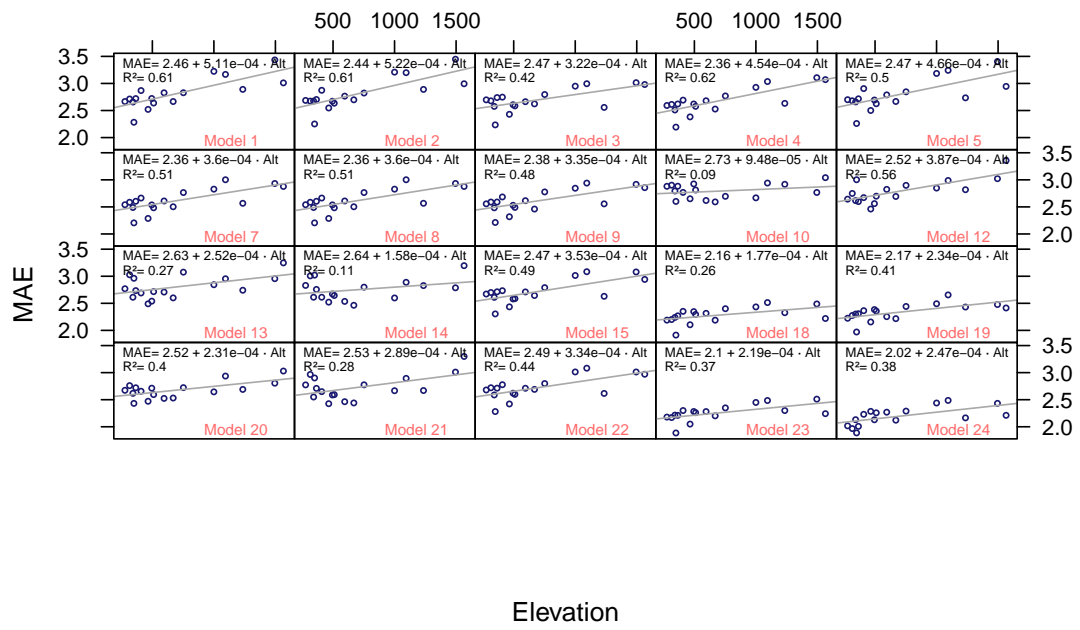 500 1000 1500 500 1000 1500
3.5
3.0
2.5
2.0
MAE= 2.46 + 5.11e−04 · Alt
R²= 0.61
Model 1
MAE= 2.44 + 5.22e−04 · Alt
R²= 0.61
Model 2
MAE= 2.47 + 3.22e−04 · Alt
R²= 0.42
Model 3
MAE= 2.36 + 4.54e−04 · Alt
R²= 0.62
Model 4
MAE= 2.47 + 4.66e−04 · Alt
R²= 0.5
Model 5
MAE= 2.36 + 3.6e−04 · Alt
R²= 0.51
Model 7
MAE= 2.36 + 3.6e−04 · Alt
R²= 0.51
Model 8
MAE= 2.38 + 3.35e−04 · Alt
R²= 0.48
Model 9
MAE= 2.73 + 9.48e−05 · Alt
R²= 0.09
Model 10
MAE= 2.52 + 3.87e−04 · Alt
R²= 0.56
Model 12
3.5
3.0
2.5
2.0
3.5
3.0
2.5
2.0
MAE= 2.63 + 2.52e−04 · Alt
R²= 0.27
Model 13
MAE= 2.64 + 1.58e−04 · Alt
R²= 0.11
Model 14
MAE= 2.47 + 3.53e−04 · Alt
R²= 0.49
Model 15
MAE= 2.16 + 1.77e−04 · Alt
R²= 0.26
Model 18
MAE= 2.17 + 2.34e−04 · Alt
R²= 0.41
Model 19
MAE= 2.52 + 2.31e−04 · Alt
R²= 0.4
Model 20
MAE= 2.53 + 2.89e−04 · Alt
R²= 0.28
Model 21
MAE= 2.49 + 3.34e−04 · Alt
R²= 0.44
Model 22
MAE= 2.1 + 2.19e−04 · Alt
R²= 0.37
Model 23
MAE= 2.02 + 2.47e−04 · Alt
R²= 0.38
Model 24
3.5
3.0
2.5
2.0
MAE
Elevation